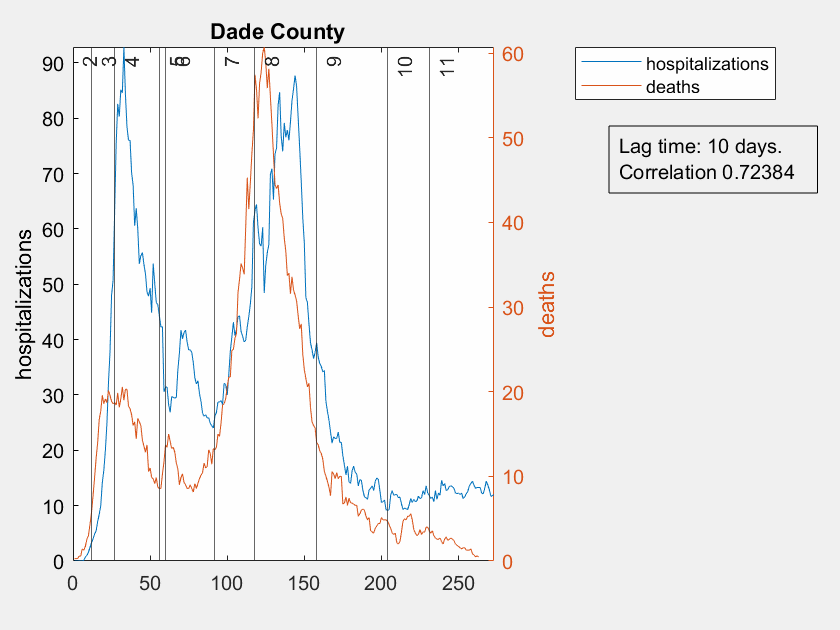 Dade County
2 3 4 5 6 7 8 9 10 11
90
80
70
60
50
40
30
20
10
0
hospitalizations
60
50
40
30
20
10
0
deaths
0 50 100 150 200 250
hospitalizations
deaths
Lag time: 10 days.
Correlation 0.72384